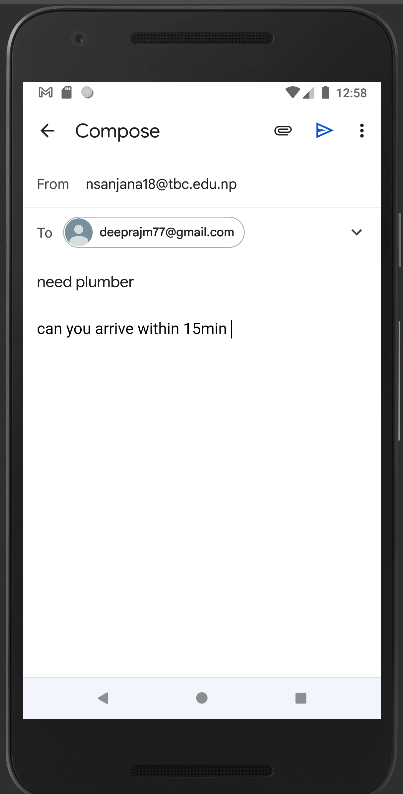 12:58
Compose
From nsanjana18@tbc.edu.np
To deeprajm77@gmail.com
need plumber
can you arrive within 15min